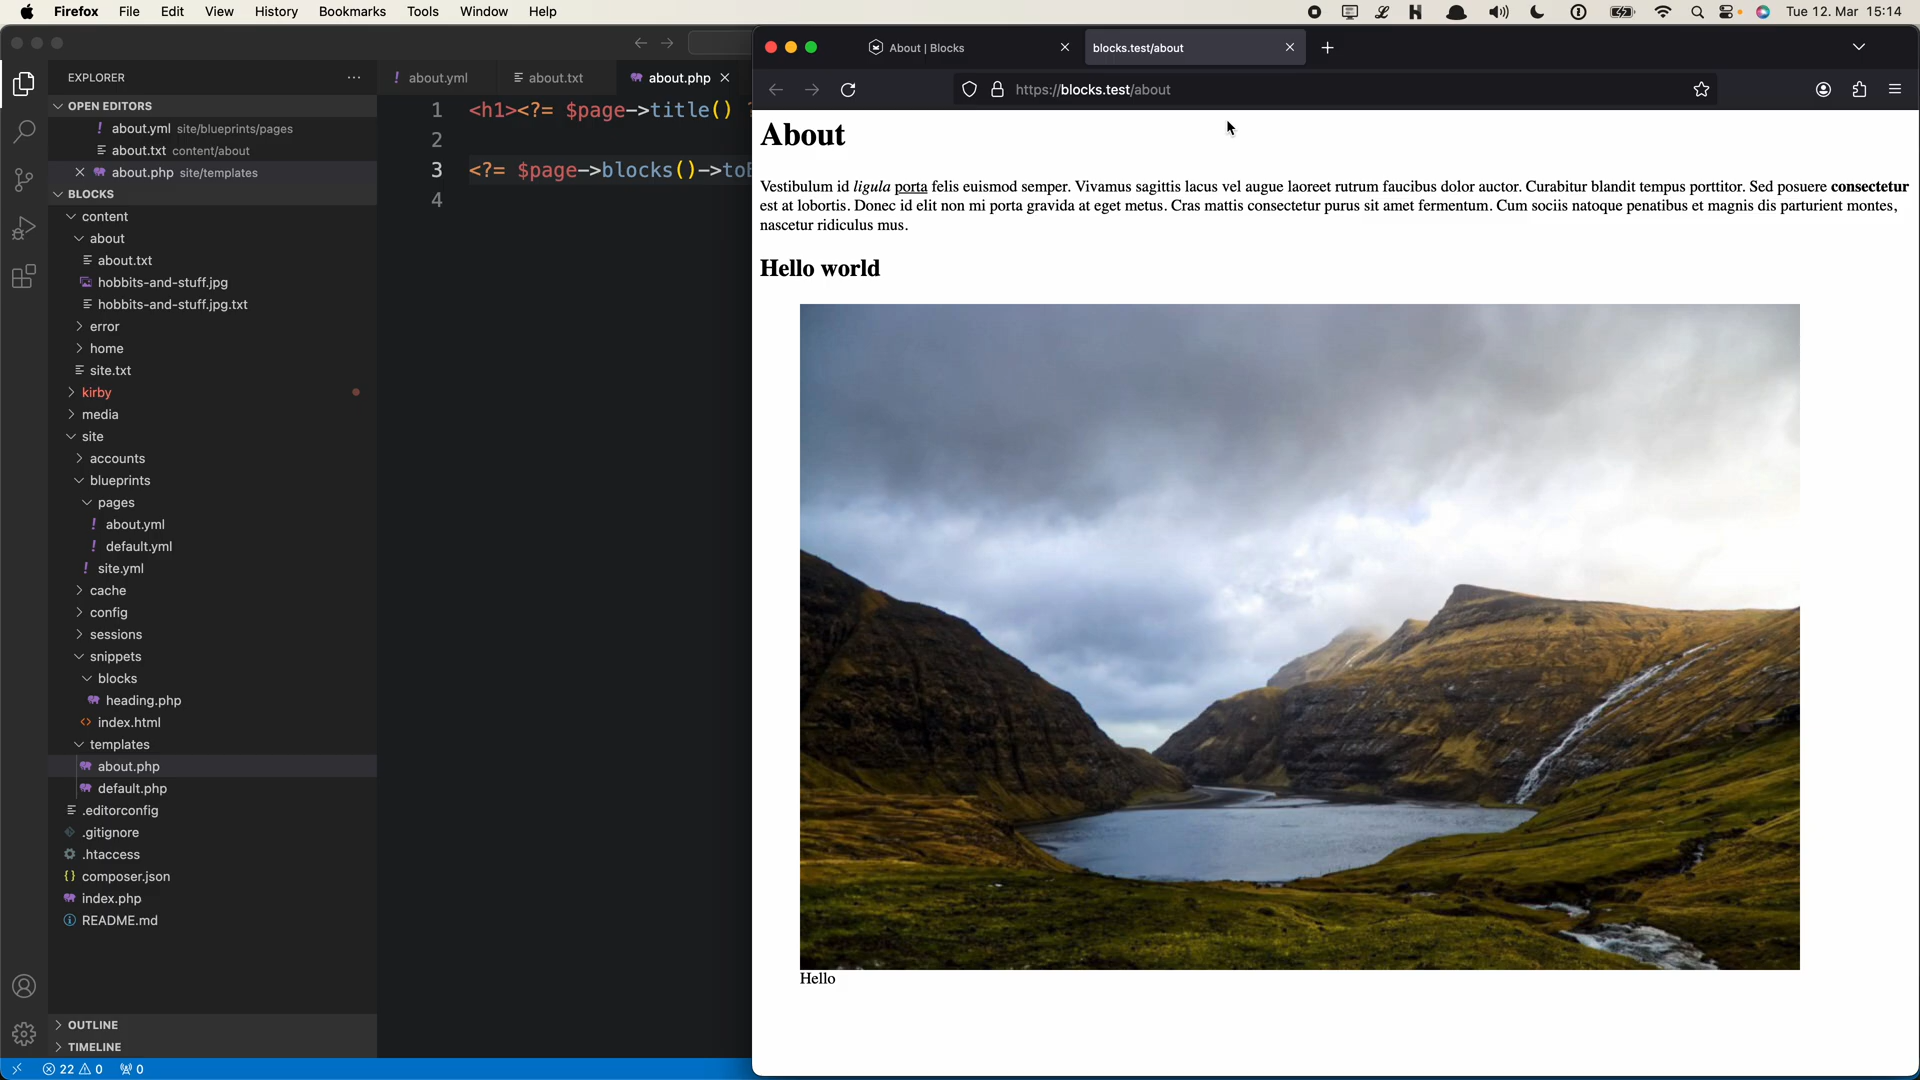 Firefox File Edit View History Bookmarks Tools Window Help
Tue 12. Mar 15:14
EXPLORER
OPEN EDITORS
about.yml site/blueprints/pages
about.txt content/about
about.php site/templates
BLOCKS
content
about
about.txt
hobbits-and-stuff.jpg
hobbits-and-stuff.jpg.txt
error
home
site.txt
kirby
media
site
accounts
blueprints
pages
about.yml
default.yml
site.yml
cache
config
sessions
snippets
blocks
heading.php
index.html
templates
about.php
default.php
.editorconfig
.gitignore
.htaccess
composer.json
index.php
README.md
OUTLINE
TIMELINE
22 0 0
about.yml about.txt about.php
1 <h1><?= $page->title()
2
3 <?= $page->blocks()->to
4
About | Blocks
blocks.test/about
https://blocks.test/about
About
Vestibulum id ligula porta felis euismod semper. Vivamus sagittis lacus vel augue laoreet rutrum faucibus dolor auctor. Curabitur blandit tempus porttitor. Sed posuere consectetur
est at lobortis. Donec id elit non mi porta gravida at eget metus. Cras mattis consectetur purus sit amet fermentum. Cum sociis natoque penatibus et magnis dis parturient montes,
nascetur ridiculus mus.
Hello world
Hello